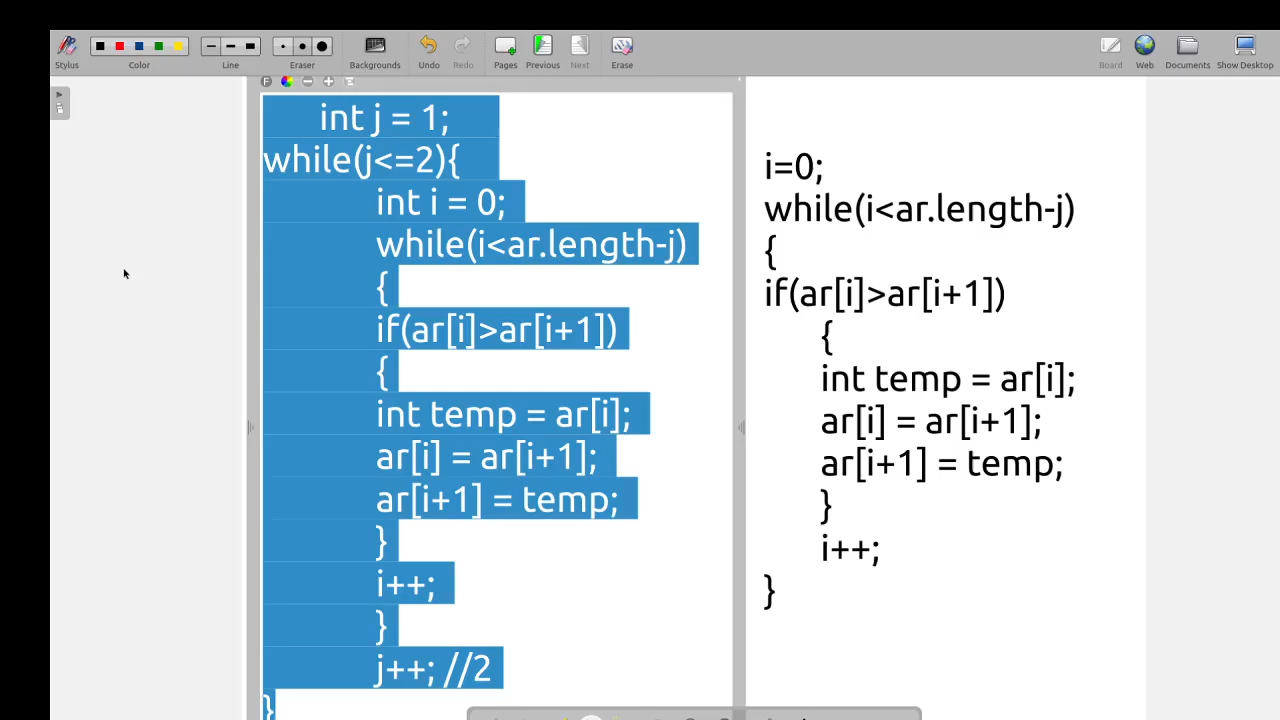 Stylus
Color
Line
Eraser
Backgrounds
Undo
Redo
Pages
Previous
Next
Erase
Board
Web
Documents
Show Desktop
int j = 1;
while(j<=2){
int i = 0;
while(i<ar.length-j)
{
if(ar[i]>ar[i+1])
{
int temp = ar[i];
ar[i] = ar[i+1];
ar[i+1] = temp;
}
i++;
}
j++; //2
}
i=0;
while(i<ar.length-j)
{
if(ar[i]>ar[i+1])
{
int temp = ar[i];
ar[i] = ar[i+1];
ar[i+1] = temp;
}
i++;
}